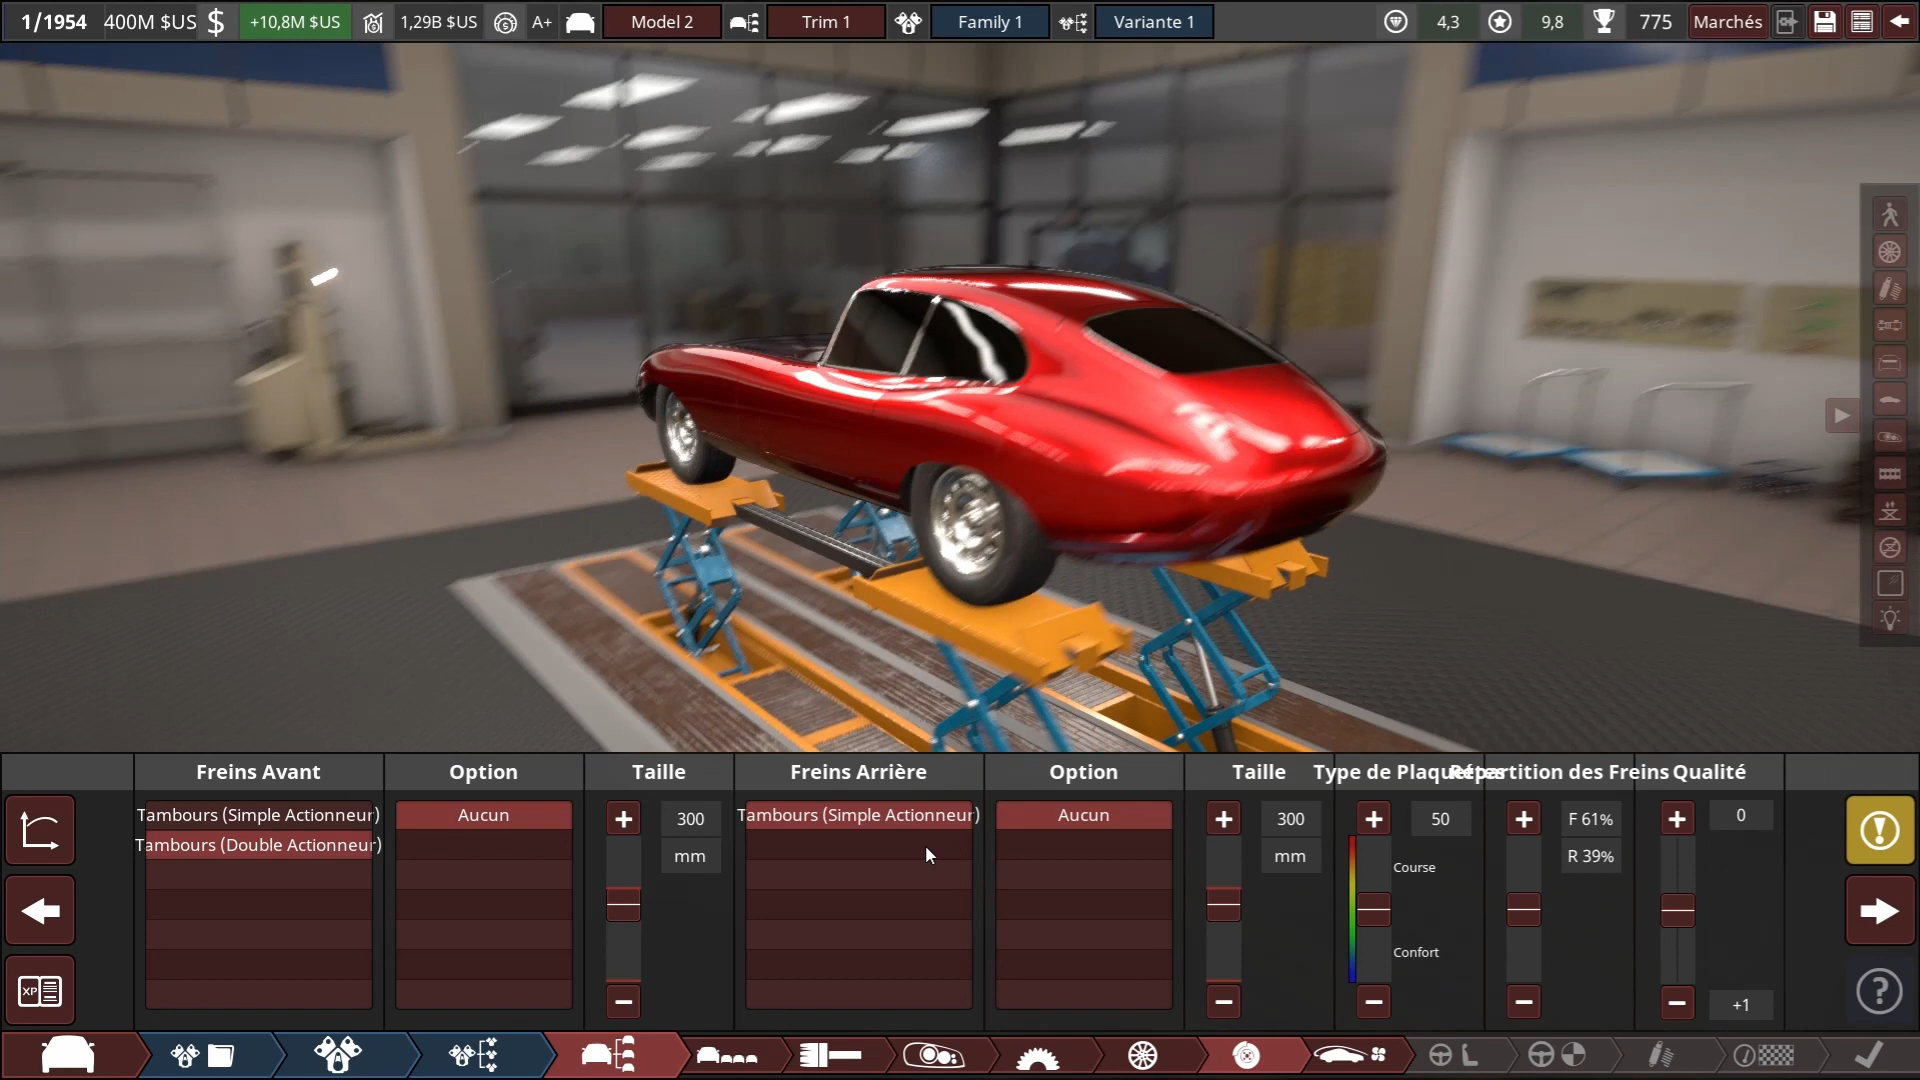 1/1954 400M $US $ +10,8M $US 1,29B $US A+ Model 2 Trim 1 Family 1 Variante 1 4,3 9,8 775 Marchés
Freins Avant Option Taille Freins Arrière Option Taille Type de Plaquettes Répartition des Freins Qualité
Tambours (Simple Actionneur) Aucun 300 Tambours (Simple Actionneur) Aucun 300 50 F 61% 0
Tambours (Double Actionneur) mm mm R 39%
Course
Confort
+1
XP